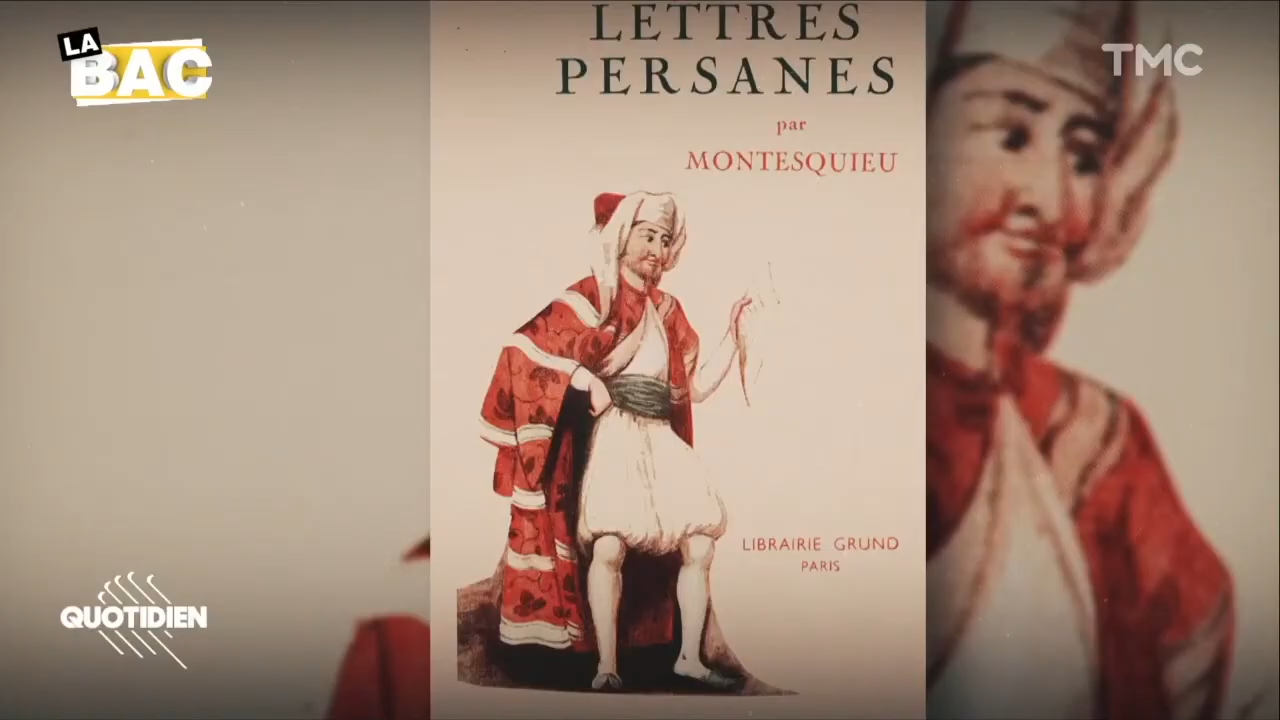 LA
BAC
TMC
LETTRES
PERSANES
par
MONTESQUIEU
LIBRAIRIE GRUND
PARIS
QUOTIDIEN